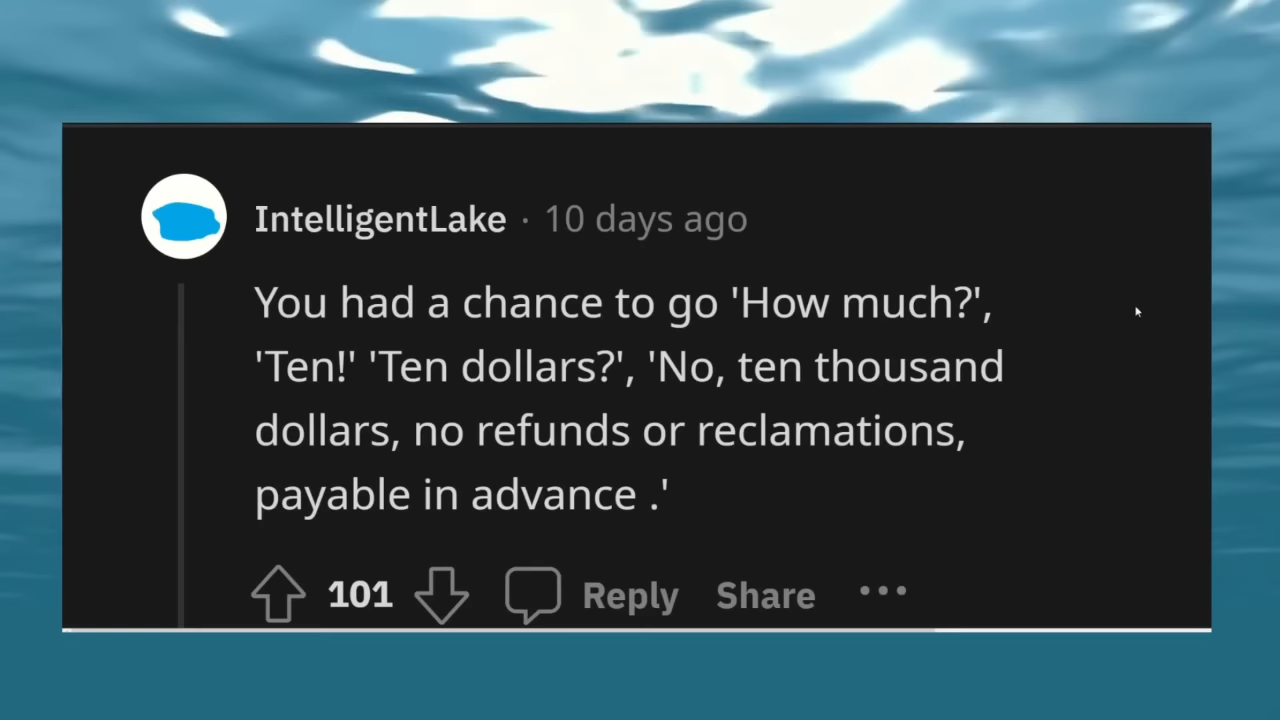 IntelligentLake · 10 days ago
You had a chance to go 'How much?',
'Ten!' 'Ten dollars?', 'No, ten thousand
dollars, no refunds or reclamations,
payable in advance .'
101 Reply Share ···